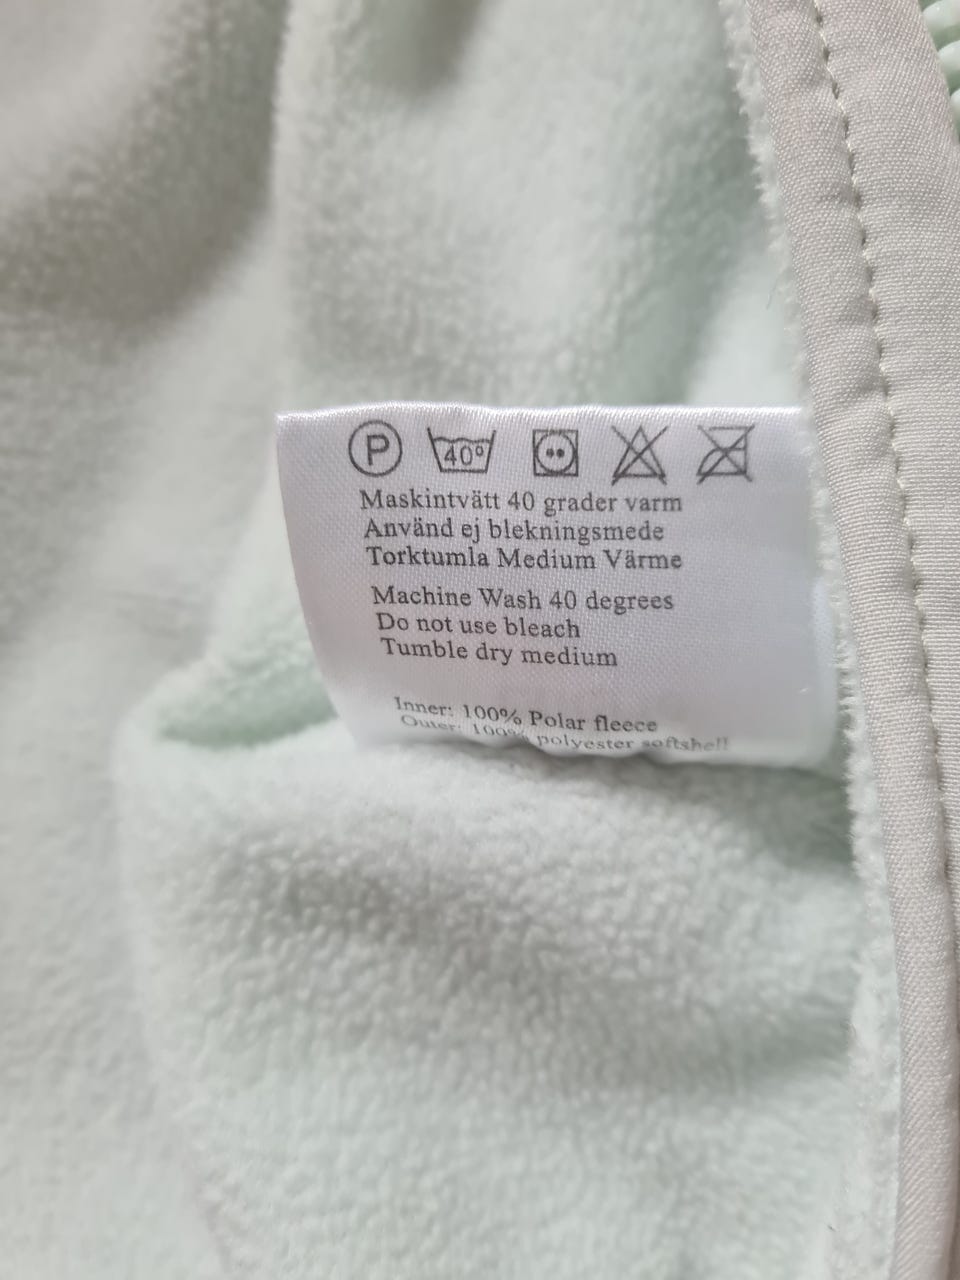 P 40°
Maskintvätt 40 grader varm
Använd ej blekningsmede
Torktumla Medium Värme
Machine Wash 40 degrees
Do not use bleach
Tumble dry medium
Inner: 100% Polar fleece
Outer: 100% polyester softshell